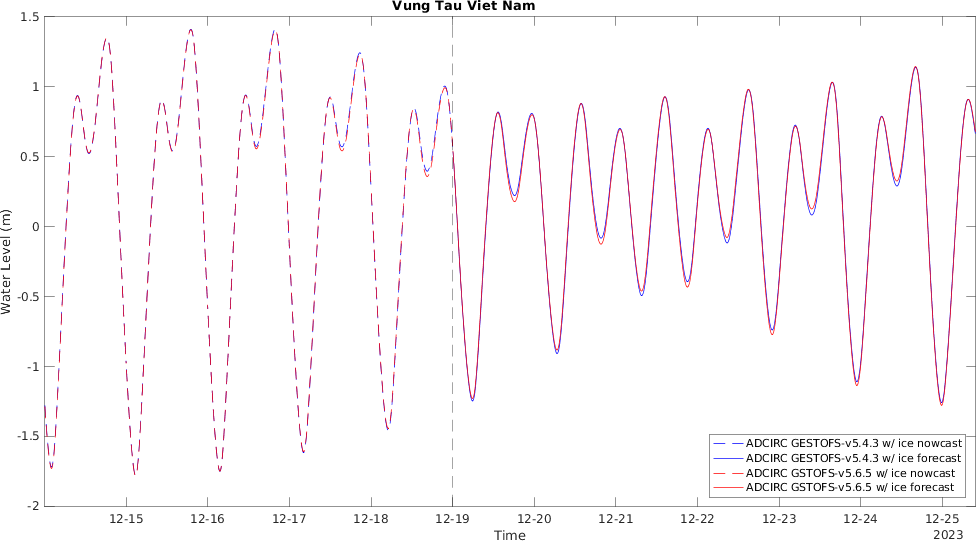 Vung Tau Viet Nam
1.5
1
0.5
0
-0.5
-1
-1.5
-2
Water Level (m)
12-15 12-16 12-17 12-18 12-19 12-20 12-21 12-22 12-23 12-24 12-25
Time
2023
ADCIRC GESTOFS-v5.4.3 w/ ice nowcast
ADCIRC GESTOFS-v5.4.3 w/ ice forecast
ADCIRC GSTOFS-v5.6.5 w/ ice nowcast
ADCIRC GSTOFS-v5.6.5 w/ ice forecast